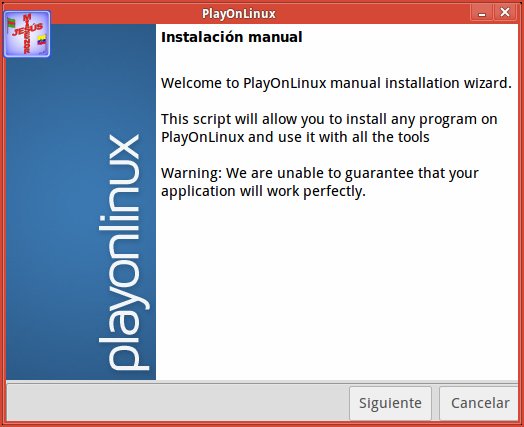 PlayOnLinux
JESÚS
Instalación manual
Welcome to PlayOnLinux manual installation wizard.
This script will allow you to install any program on
PlayOnLinux and use it with all the tools
Warning: We are unable to guarantee that your
application will work perfectly.
playonlinux
Siguiente
Cancelar